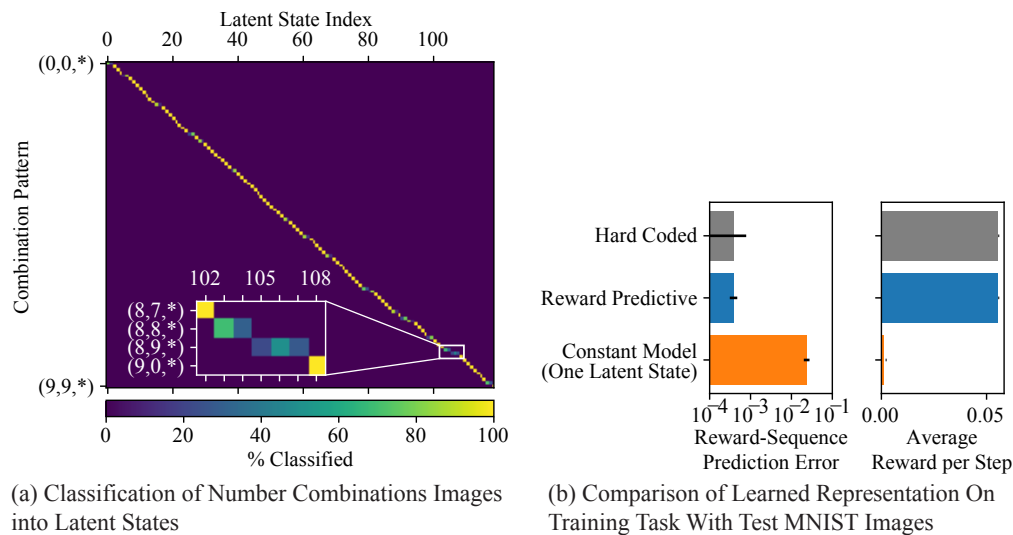 Latent State Index
0 20 40 60 80 100
(0,0,*)
Combination Pattern
102 105 108
(8,7,*)
(8,8,*)
(8,9,*)
(9,0,*)
(9,9,*)
0 20 40 60 80 100
% Classified
(a) Classification of Number Combinations Images
into Latent States
Hard Coded
Reward Predictive
Constant Model
(One Latent State)
10⁻⁴ 10⁻³ 10⁻² 10⁻¹
Reward-Sequence
Prediction Error
0.00 0.05
Average
Reward per Step
(b) Comparison of Learned Representation On
Training Task With Test MNIST Images